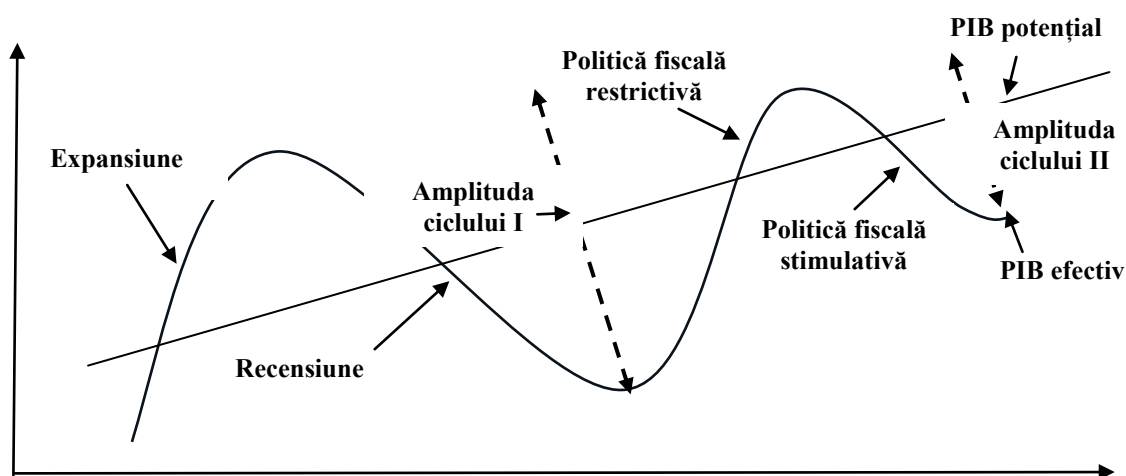 PIB potențial
Politică fiscală
restrictivă
Amplituda
ciclului II
Expansiune
Amplituda
ciclului I
Politică fiscală
stimulativă
PIB efectiv
Recensiune